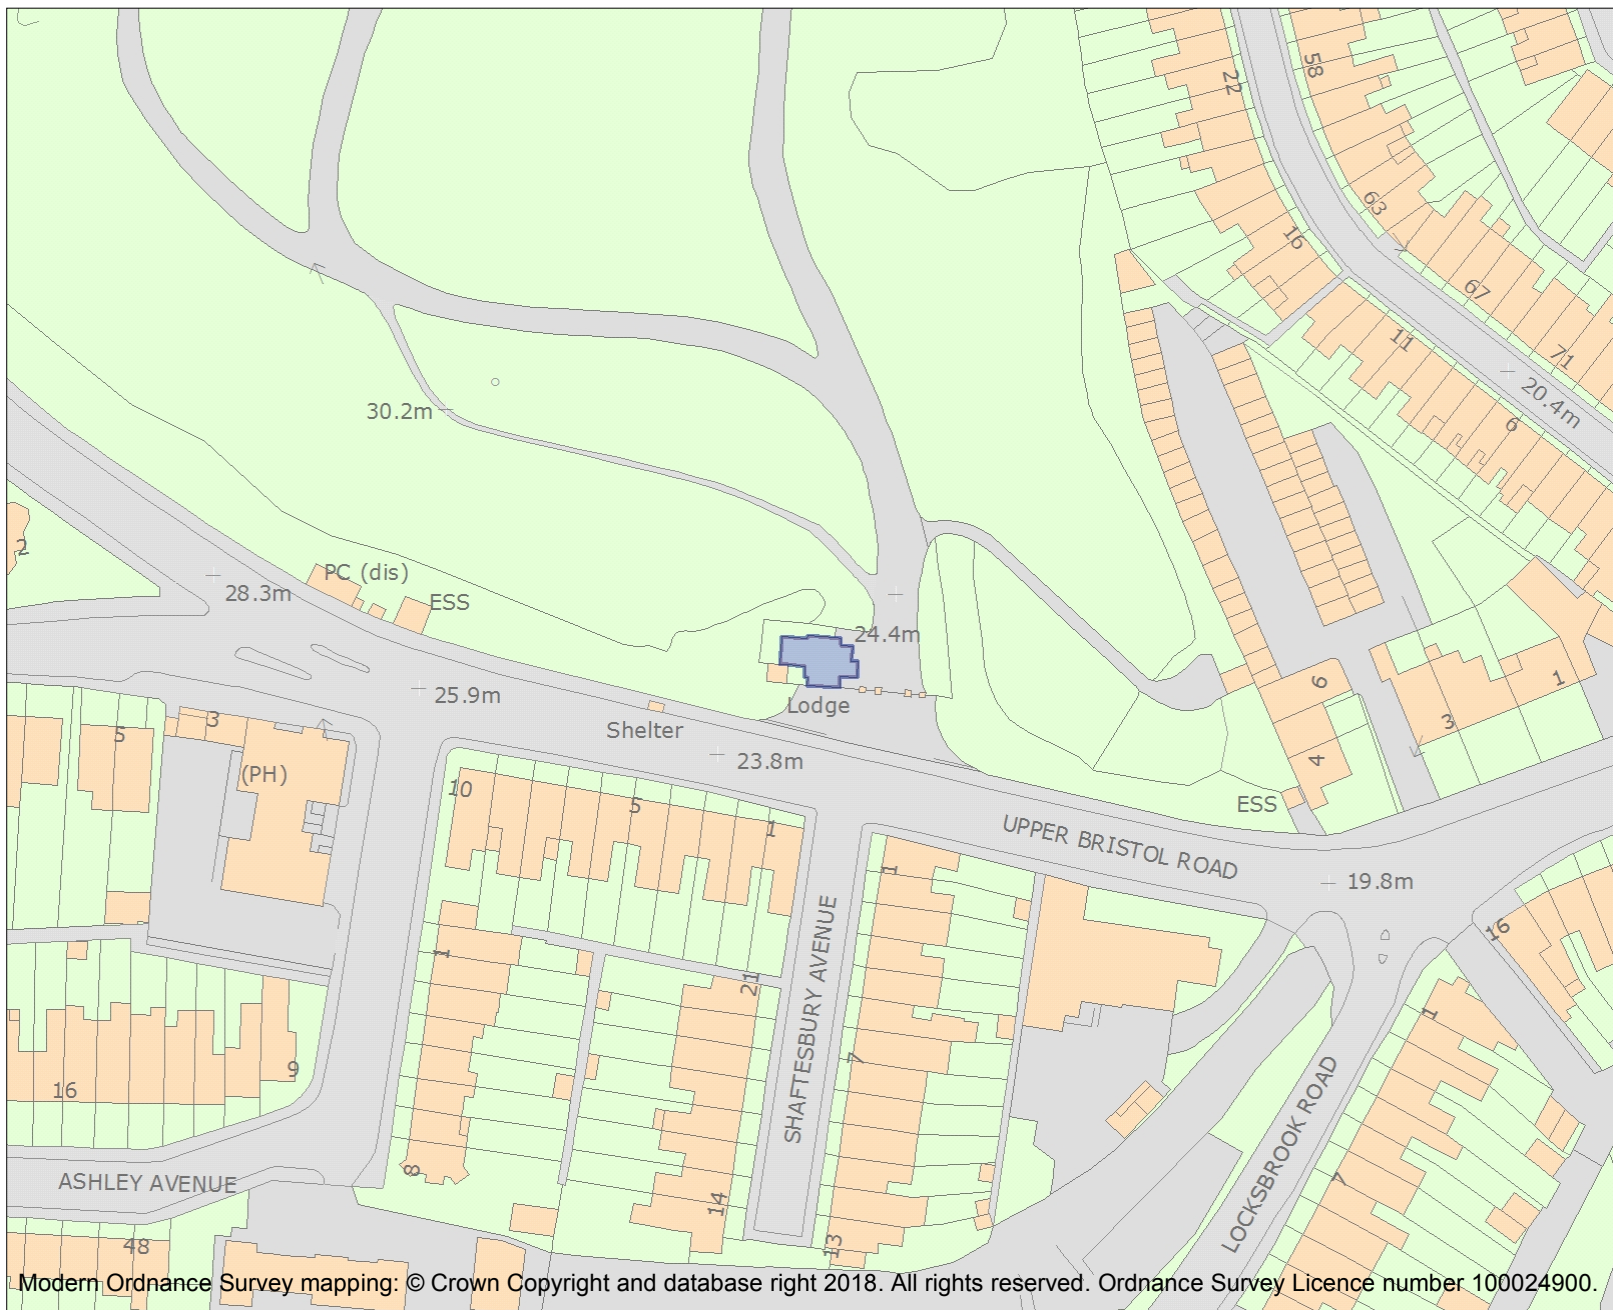 58
22
63
16
67
11
71
20.4m
6
30.2m
2
PC (dis)
28.3m
ESS
24.4m
25.9m
Lodge
Shelter
23.8m
6
1
3
4
3
5
(PH)
10
5
1
ESS
UPPER BRISTOL ROAD
19.8m
1
16
1
21
SHAFTESBURY AVENUE
1
7
16
9
LOCKSBROOK ROAD
7
ASHLEY AVENUE
8
14
13
48
Modern Ordnance Survey mapping: © Crown Copyright and database right 2018. All rights reserved. Ordnance Survey Licence number 100024900.